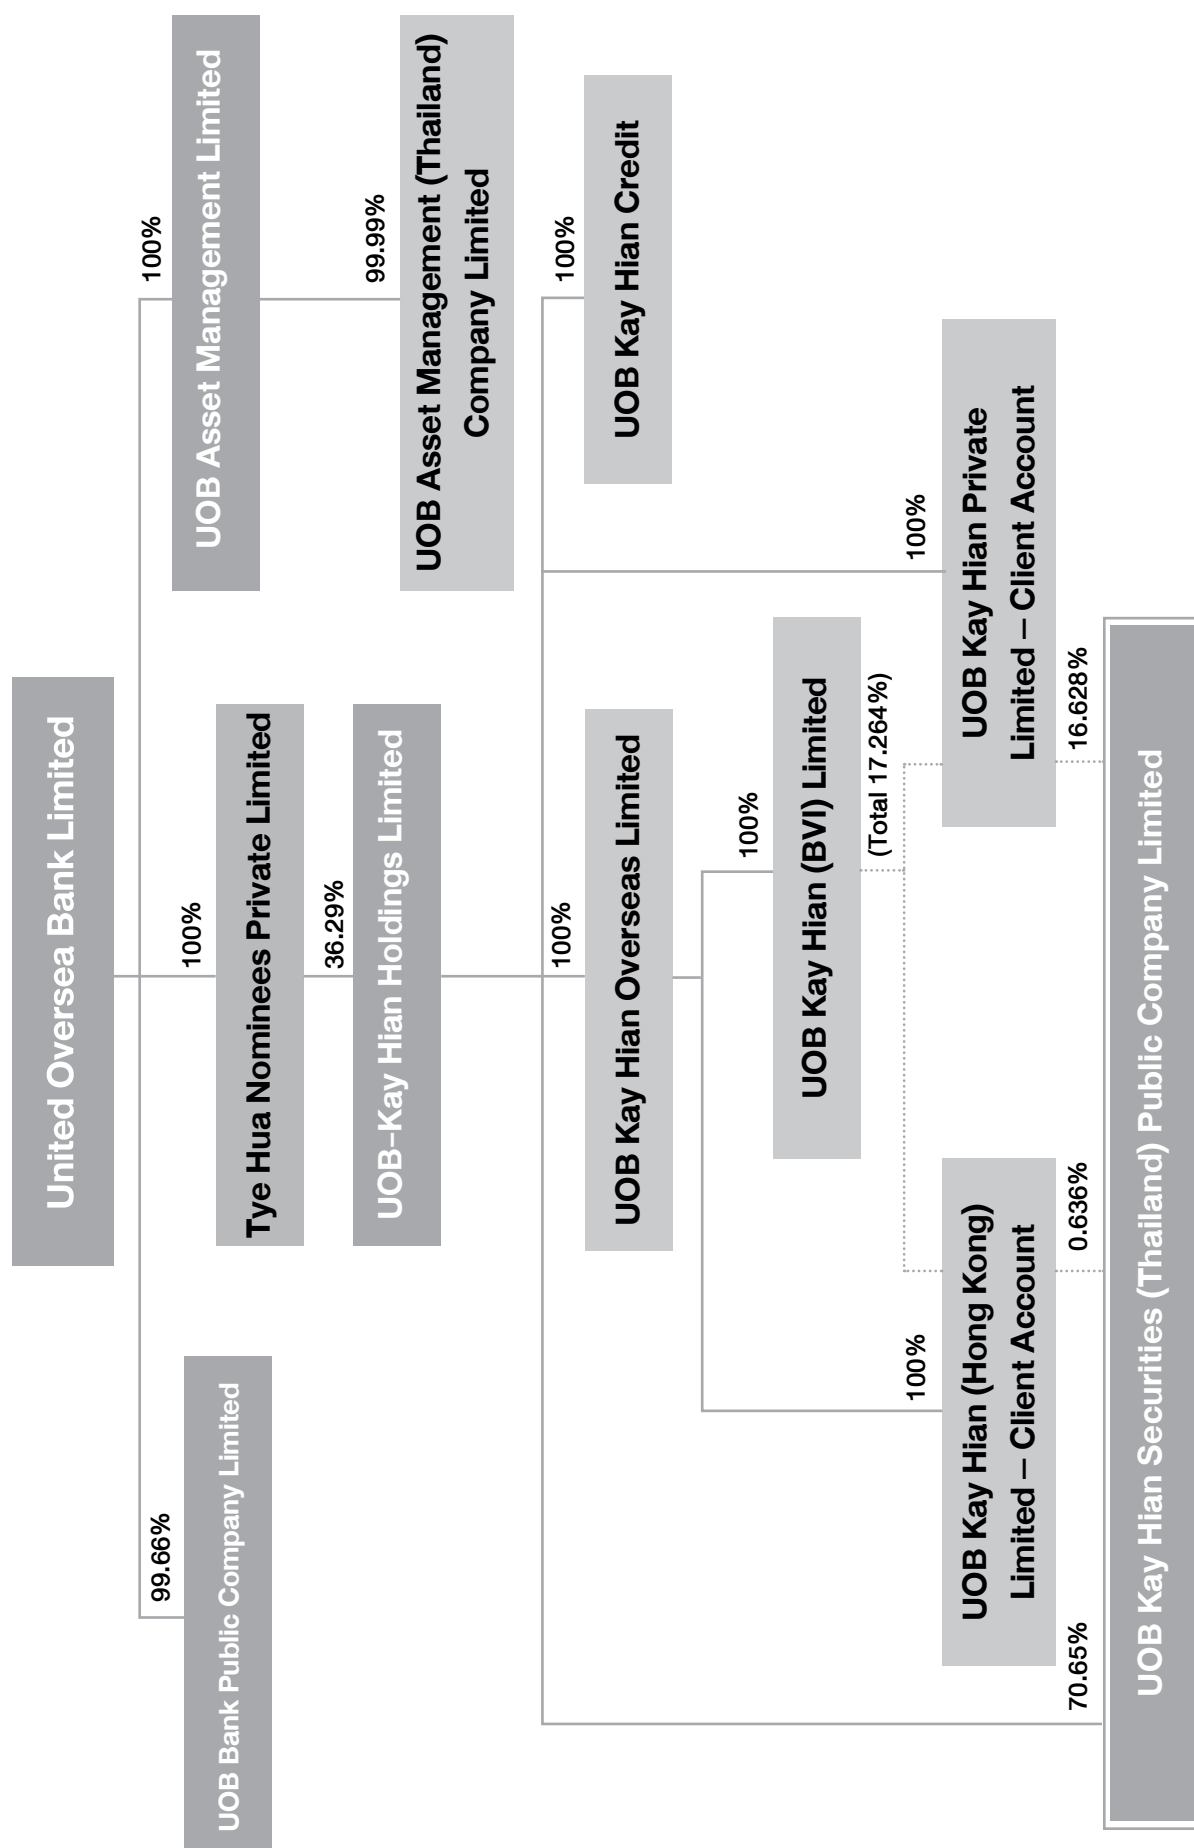 United Oversea Bank Limited
99.66%
100%
100%
UOB Bank Public Company Limited
Tye Hua Nominees Private Limited
UOB Asset Management Limited
36.29%
99.99%
UOB–Kay Hian Holdings Limited
UOB Asset Management (Thailand)
Company Limited
100%
100%
UOB Kay Hian Overseas Limited
UOB Kay Hian Credit
100%
UOB Kay Hian (BVI) Limited
(Total 17.264%)
100%
100%
UOB Kay Hian (Hong Kong)
Limited – Client Account
UOB Kay Hian Private
Limited – Client Account
70.65%
0.636%
16.628%
UOB Kay Hian Securities (Thailand) Public Company Limited